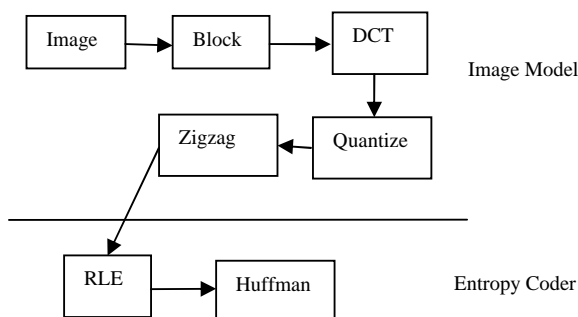 Image
Block
DCT
Image Model
Zigzag
Quantize
RLE
Huffman
Entropy Coder